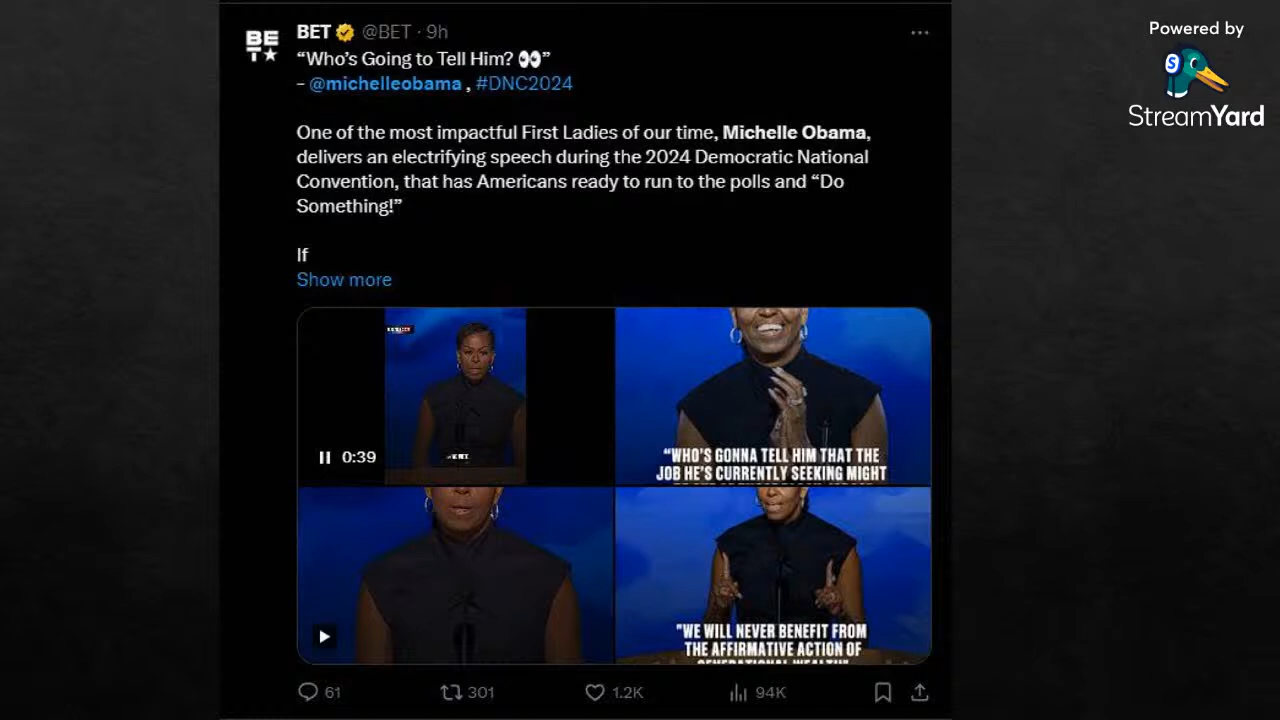 BET @BET · 9h
Powered by
StreamYard
BE
T
“Who's Going to Tell Him? 👀”
– @michelleobama , #DNC2024
One of the most impactful First Ladies of our time, Michelle Obama,
delivers an electrifying speech during the 2024 Democratic National
Convention, that has Americans ready to run to the polls and “Do
Something!”
If
Show more
0:39
“WHO'S GONNA TELL HIM THAT THE
JOB HE'S CURRENTLY SEEKING MIGHT
"WE WILL NEVER BENEFIT FROM
THE AFFIRMATIVE ACTION OF
GENERATIONAL WEALTH"
61 301 1.2K 94K